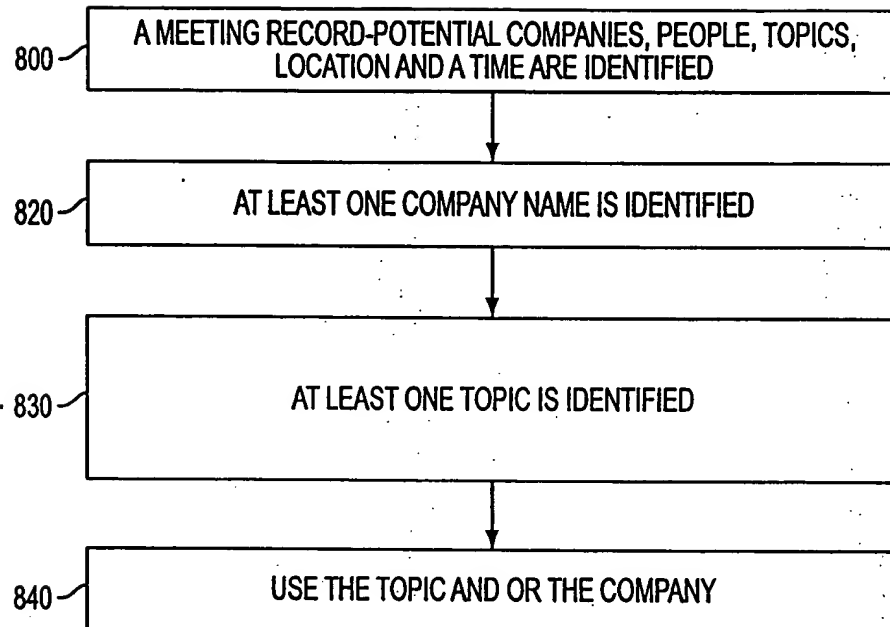 800
A MEETING RECORD-POTENTIAL COMPANIES, PEOPLE, TOPICS,
LOCATION AND A TIME ARE IDENTIFIED
820
AT LEAST ONE COMPANY NAME IS IDENTIFIED
830
AT LEAST ONE TOPIC IS IDENTIFIED
840
USE THE TOPIC AND OR THE COMPANY